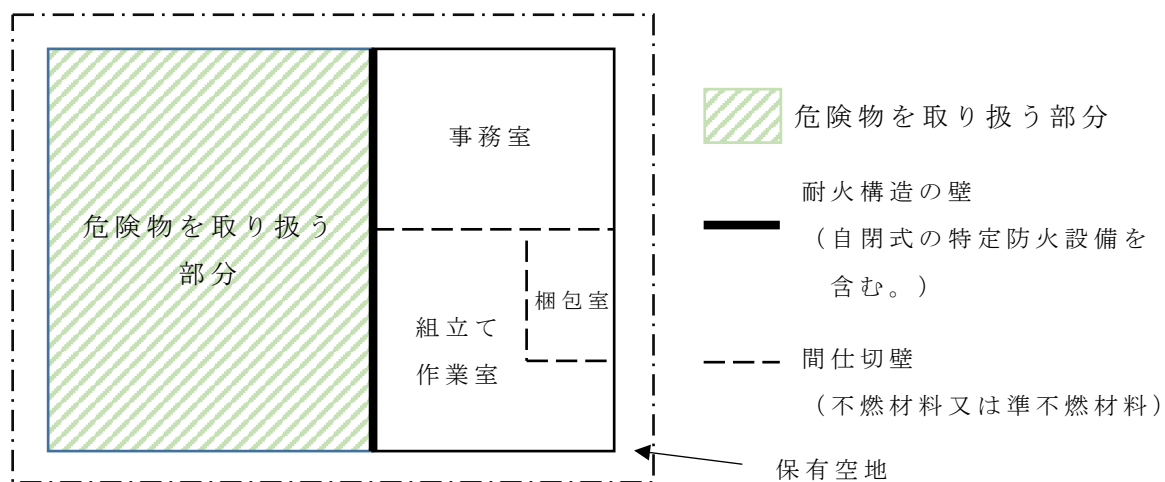 危険物を取り扱う
部分
事務室
組立て
作業室
梱包室
危険物を取り扱う部分
耐火構造の壁
（自閉式の特定防火設備を
含む。）
間仕切壁
（不燃材料又は準不燃材料）
保有空地